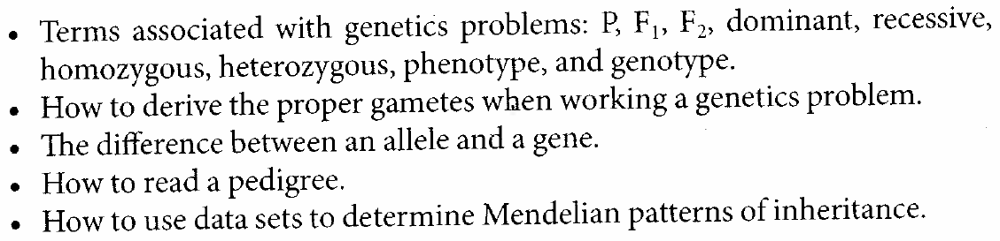 • Terms associated with genetics problems: P, F₁, F₂, dominant, recessive,
homozygous, heterozygous, phenotype, and genotype.
• How to derive the proper gametes when working a genetics problem.
• The difference between an allele and a gene.
• How to read a pedigree.
• How to use data sets to determine Mendelian patterns of inheritance.